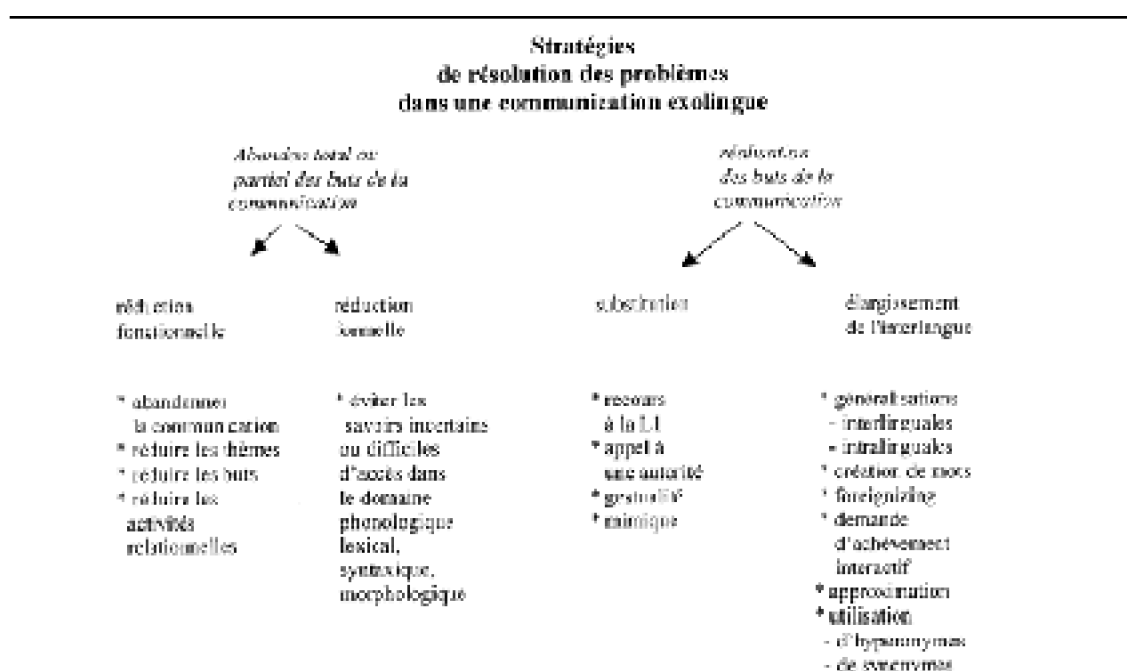 Stratégies
de résolution des problèmes
dans une communication exolingue
Abandon total ou
partiel des buts de la
communication
réalisation
des buts de la
communication
réduction
fonctionnelle
réduction
formelle
substitution
élargissement
de l'interlangue
* abandonner
la communication
* réduire les thèmes
* réduire les buts
* réduire les
activités
relationnelles
* éviter les
savoirs incertains
ou difficiles
d'accès dans
le domaine
phonologique
lexical,
syntaxique,
morphologique
* recours
à la L1
* appel à
une autorité
* gestualité
* mimique
* généralisations
- interlinguales
- intralinguales
* création de mots
* foreignizing
* demande
d'achèvement
interactif
* approximation
* utilisation
- d'hyperonymes
- de synonymes